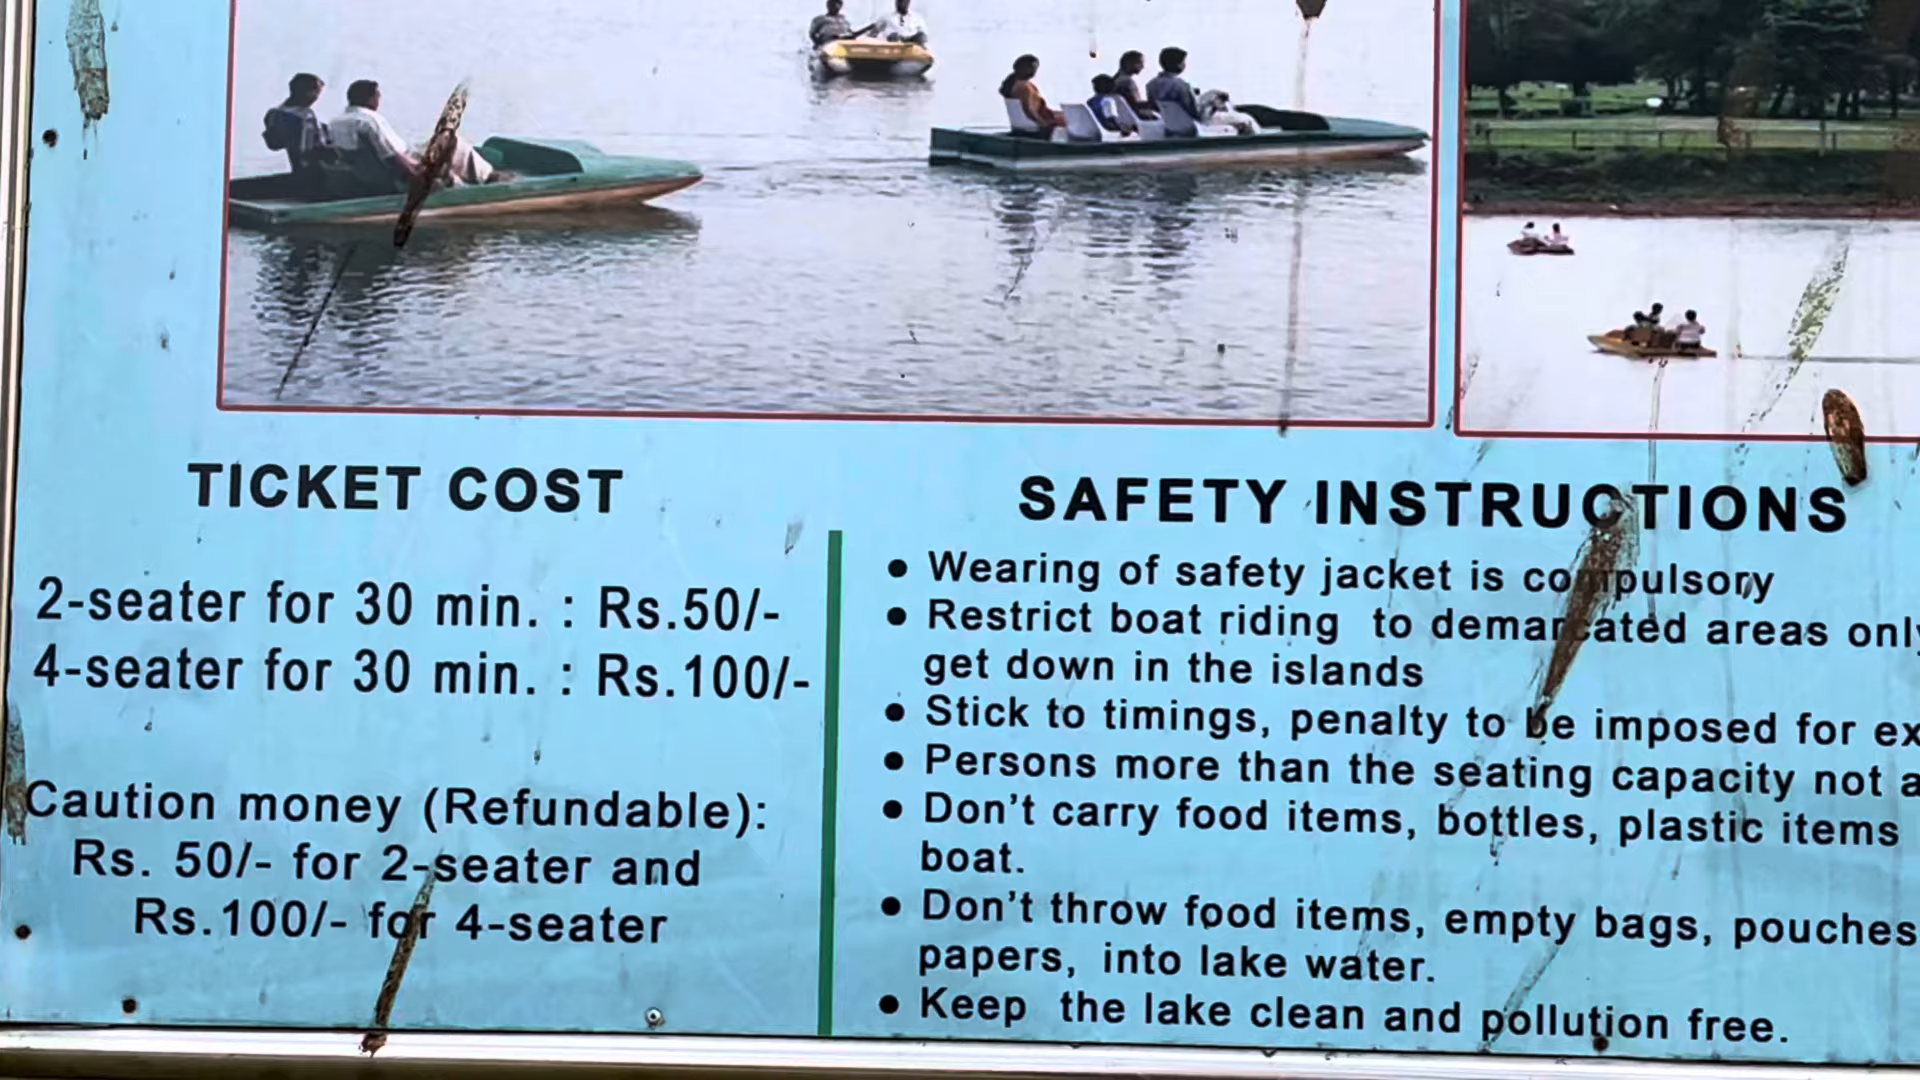 TICKET COST
2-seater for 30 min. : Rs.50/-
4-seater for 30 min. : Rs.100/-
Caution money (Refundable):
Rs. 50/- for 2-seater and
Rs.100/- for 4-seater
SAFETY INSTRUCTIONS
• Wearing of safety jacket is compulsory
• Restrict boat riding to demarcated areas only
get down in the islands
• Stick to timings, penalty to be imposed for
• Persons more than the seating capacity not
• Don't carry food items, bottles, plastic items
boat.
• Don't throw food items, empty bags, pouches
papers, into lake water.
• Keep the lake clean and pollution free.